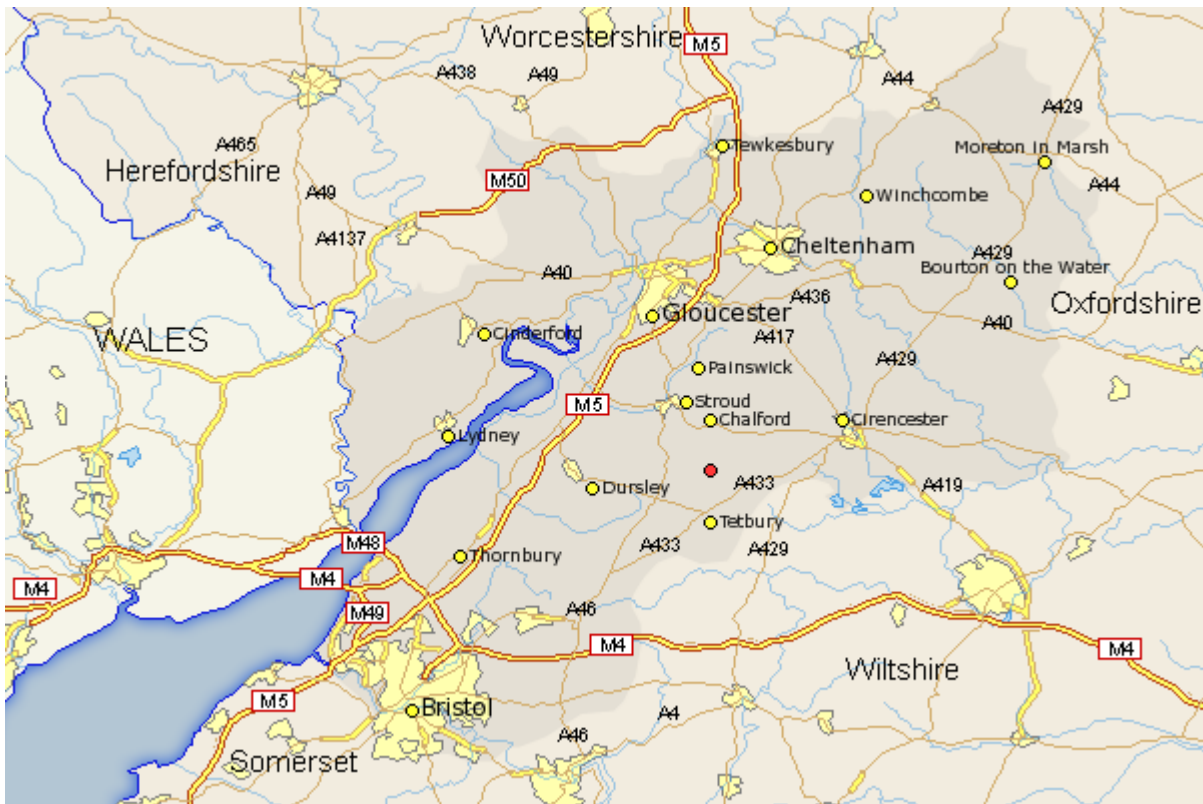 Worcestershire
M5
A438
A49
A44
A429
A465
Tewkesbury
Moreton in Marsh
Herefordshire
M50
A44
A49
Winchcombe
A4137
Cheltenham
A429
A40
Bourton on the Water
A436
Oxfordshire
Gloucester
A40
WALES
Cinderford
A417
A429
Painswick
M5
Stroud
Chalford
Cirencester
Lydney
A433
A419
Dursley
Tetbury
M48
A433
A429
Thornbury
M4
M4
M49
A46
M4
M4
Wiltshire
M5
Bristol
A4
A46
Somerset